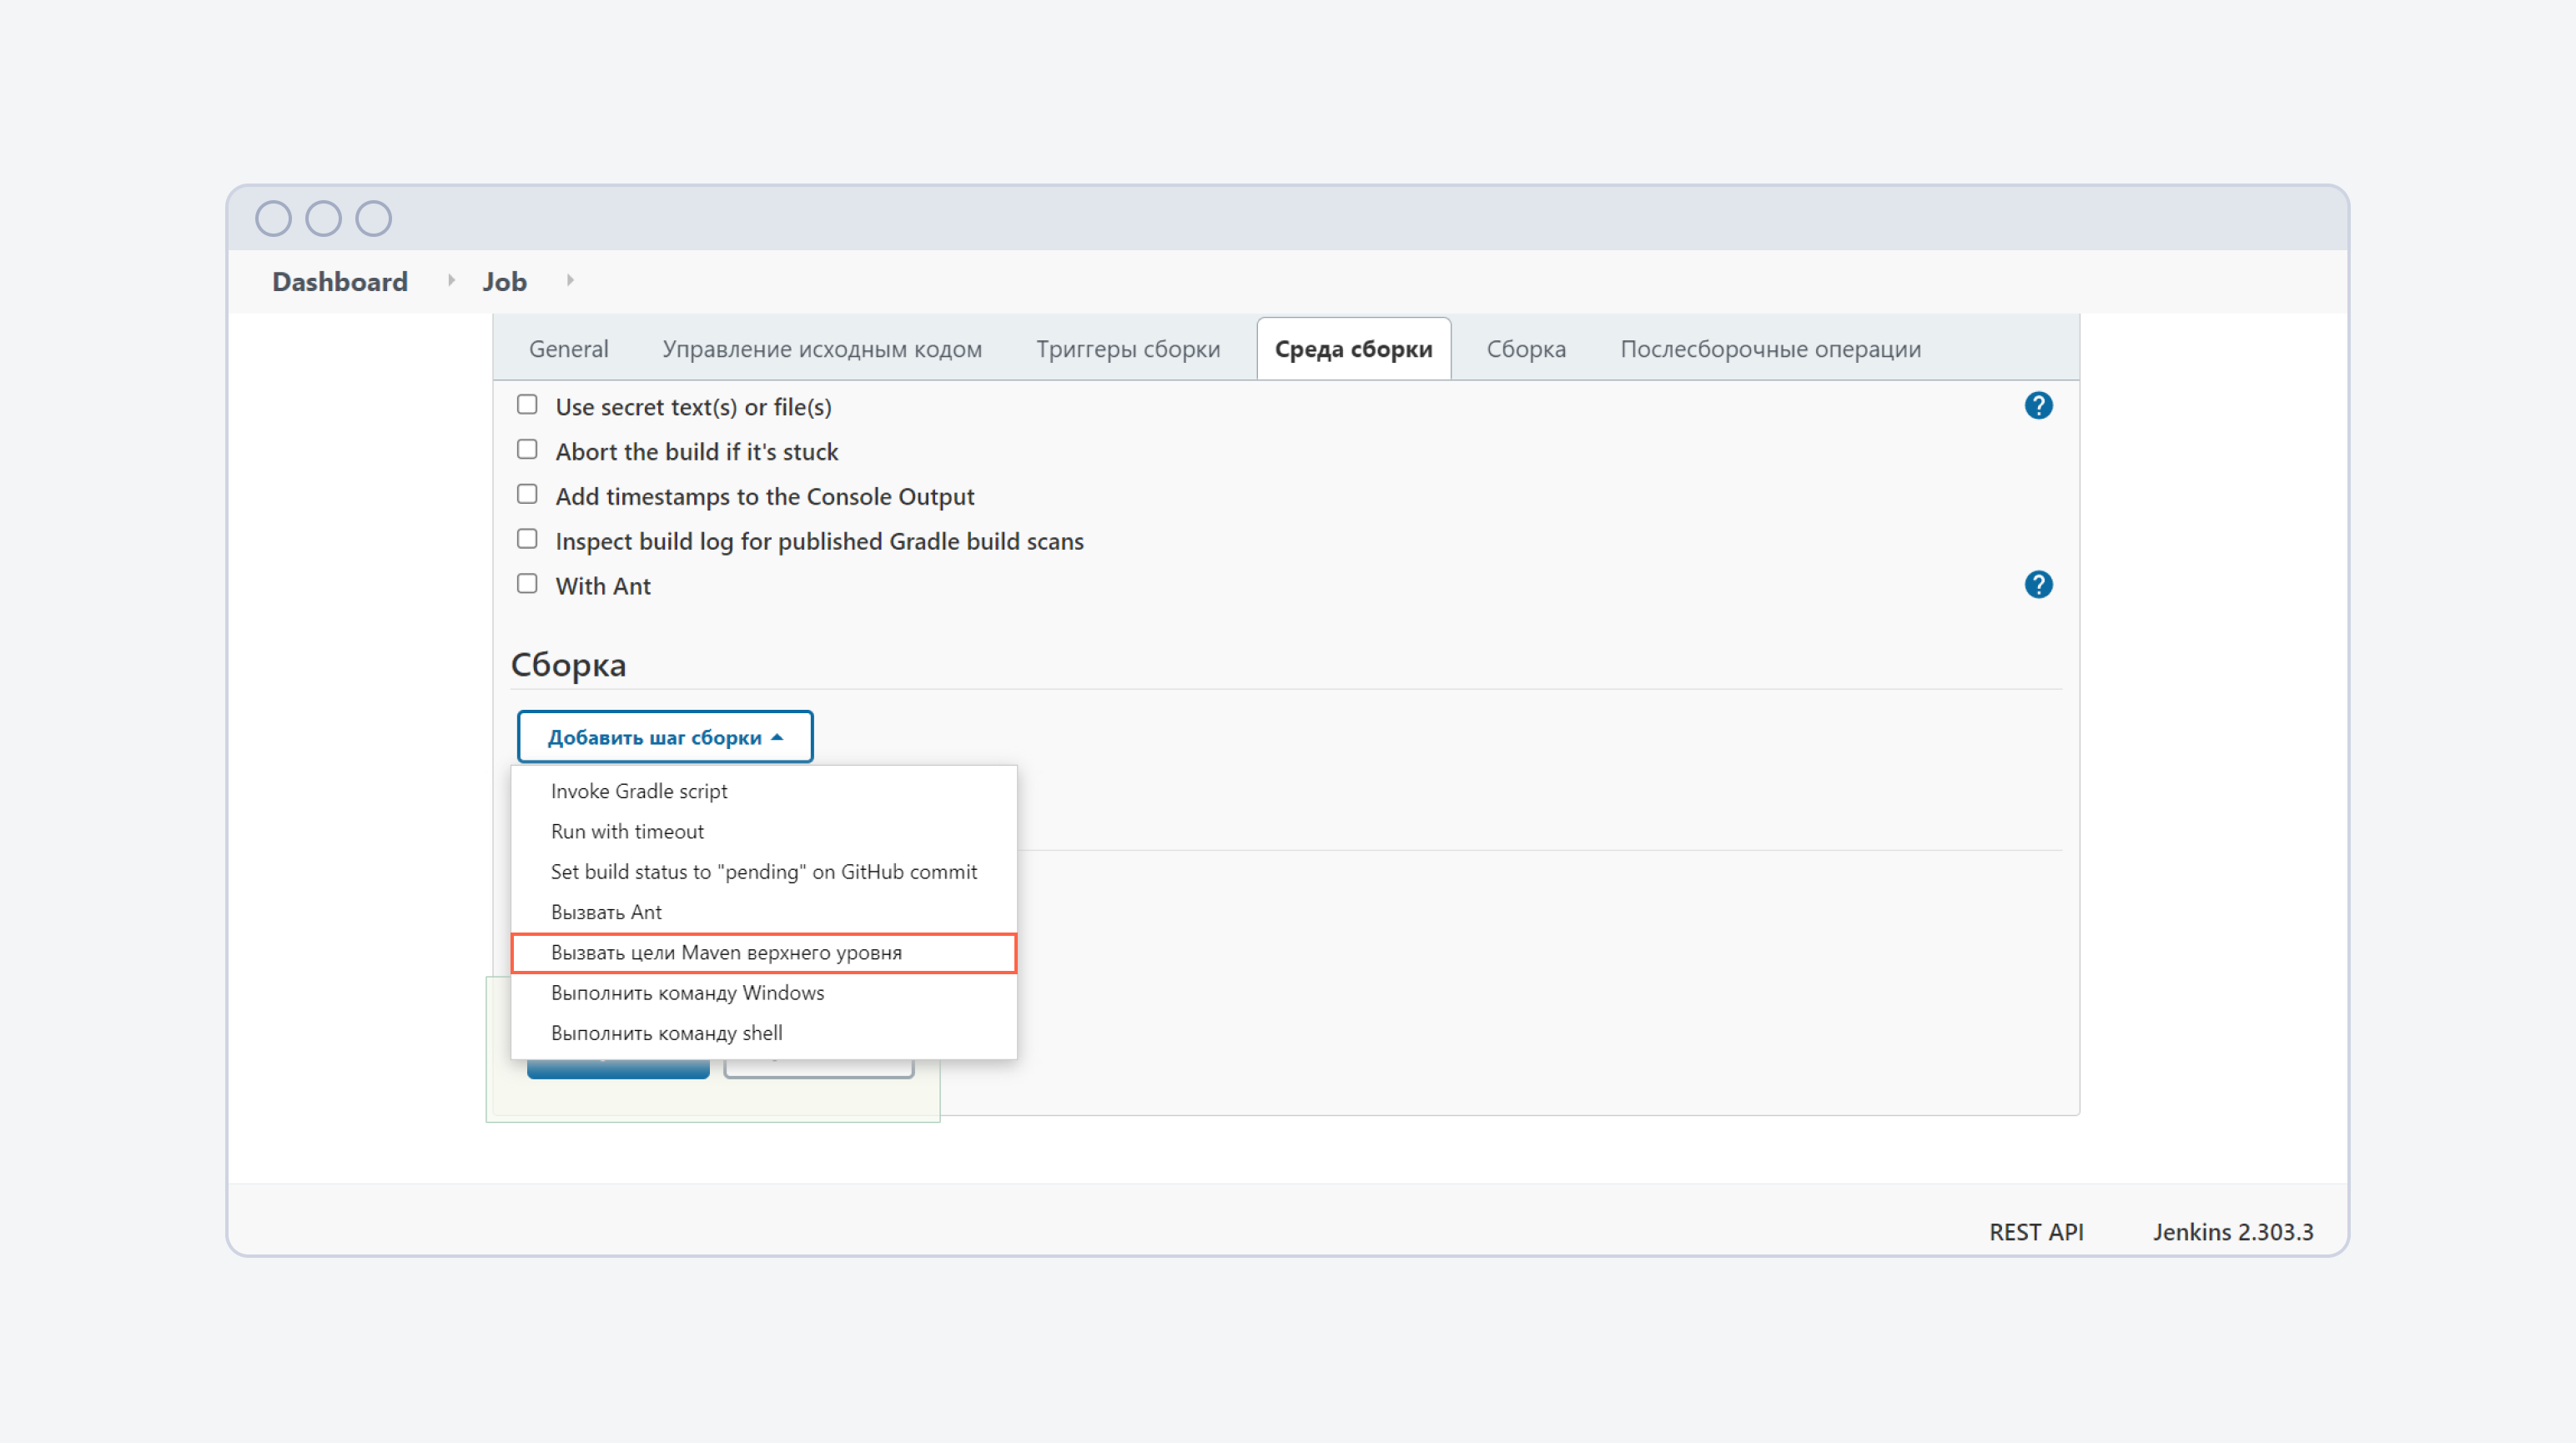 Dashboard Job
General Управление исходным кодом Триггеры сборки Среда сборки Сборка Послесборочные операции
Use secret text(s) or file(s) ?
Abort the build if it's stuck
Add timestamps to the Console Output
Inspect build log for published Gradle build scans
With Ant ?
Сборка
Добавить шаг сборки
Invoke Gradle script
Run with timeout
Set build status to "pending" on GitHub commit
Вызвать Ant
Вызвать цели Maven верхнего уровня
Выполнить команду Windows
Выполнить команду shell
REST API Jenkins 2.303.3